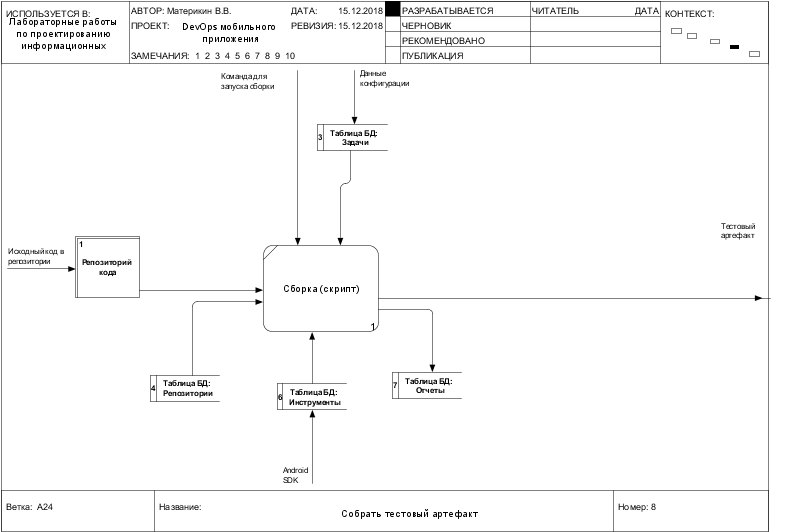 ИСПОЛЬЗУЕТСЯ В:
Лабораторные работы
по проектированию
информационных
АВТОР: Материкин В.В.
ДАТА: 15.12.2018
ПРОЕКТ: DevOps мобильного
приложения
РЕВИЗИЯ: 15.12.2018
ЗАМЕЧАНИЯ: 1 2 3 4 5 6 7 8 9 10
РАЗРАБАТЫВАЕТСЯ
ЧЕРНОВИК
РЕКОМЕНДОВАНО
ПУБЛИКАЦИЯ
ЧИТАТЕЛЬ ДАТА
КОНТЕКСТ:
Команда для
запуска сборки
Данные
конфигурации
3
Таблица БД:
Задачи
Тестовый
артефакт
Исходный код в
репозитории
1
Репозиторий
кода
Сборка (скрипт)
1
4
Таблица БД:
Репозитории
6
Таблица БД:
Инструменты
7
Таблица БД:
Отчеты
Android
SDK
Ветка: A24
Название:
Собрать тестовый артефакт
Номер: 8